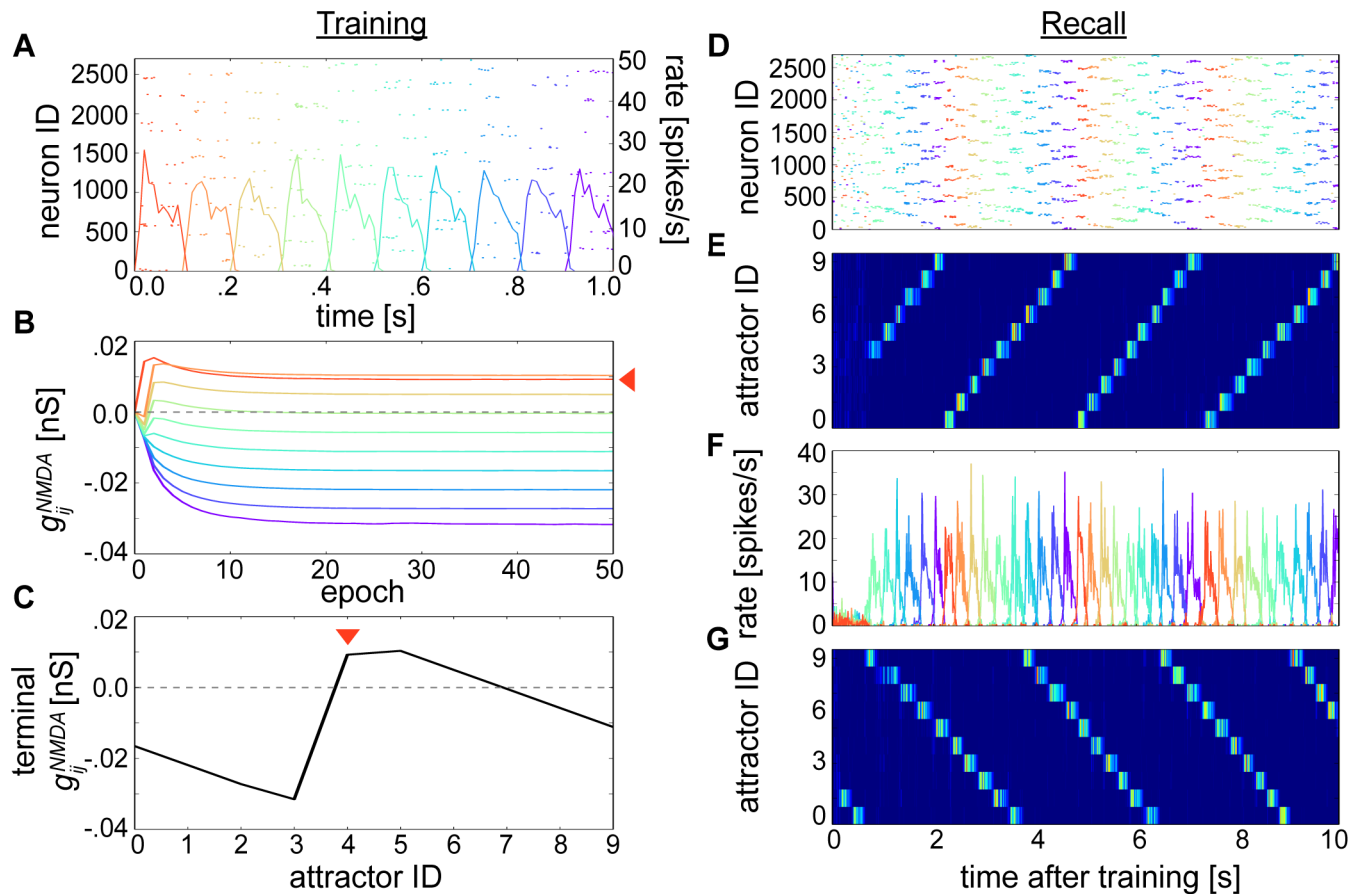 Training
A
neuron ID
2500
2000
1500
1000
500
0
50
40
30
20
10
0
rate [spikes/s]
0.0 .2 .4 .6 .8 1.0
time [s]
B
g_ij^NMDA [nS]
.02
0.0
-.02
-.04
0 10 20 30 40 50
epoch
C
terminal
g_ij^NMDA [nS]
.02
0.0
-.02
-.04
0 1 2 3 4 5 6 7 8 9
attractor ID
Recall
D
neuron ID
2500
2000
1500
1000
500
0
E
attractor ID
9
6
3
0
F
rate [spikes/s]
40
30
20
10
0
G
attractor ID
9
6
3
0
0 2 4 6 8 10
time after training [s]